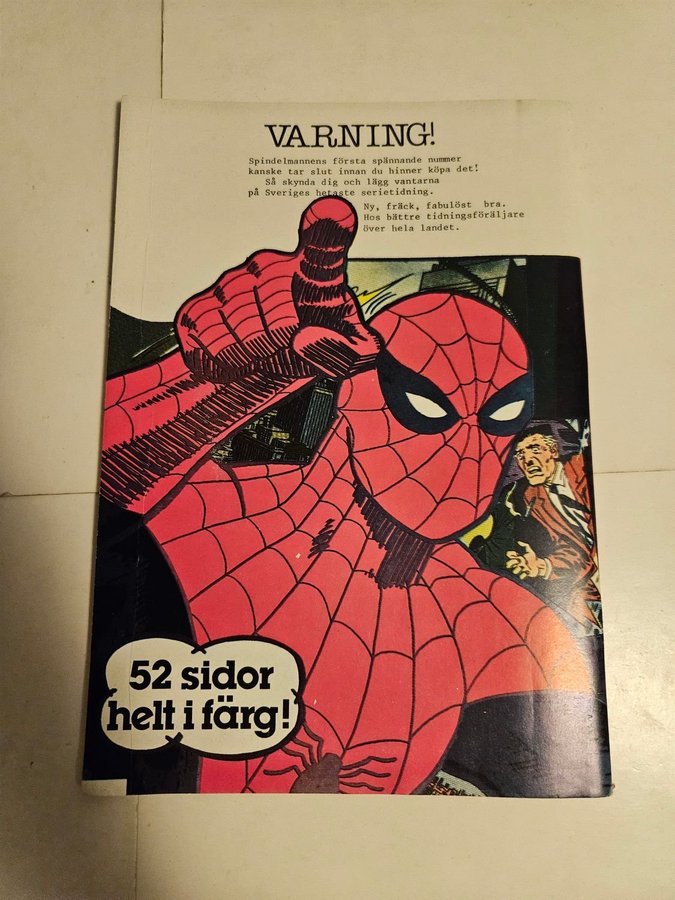 VARNING!
Spindelmannens första spännande nummer
kanske tar slut innan du hinner köpa det!
Så skynda dig och lägg vantarna
på Sveriges hetaste serietidning.
Ny, fräck, fabulöst bra.
Hos bättre tidningsföräljare
över hela landet.
52 sidor
helt i färg!